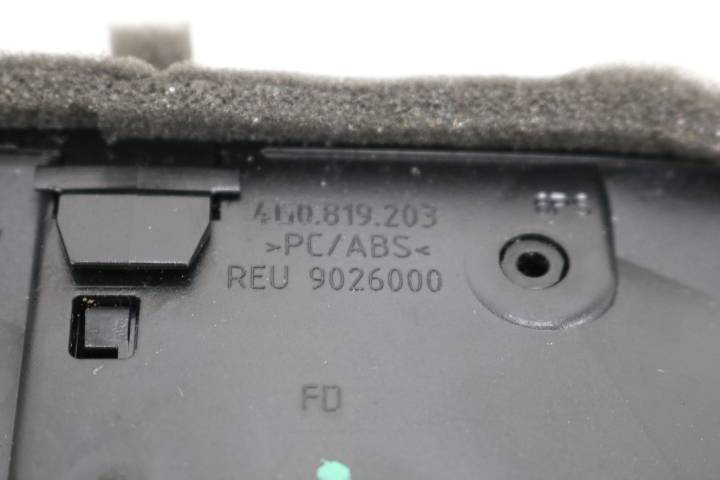 4G0.819.203
>PC/ABS<
REU 9026000
FD